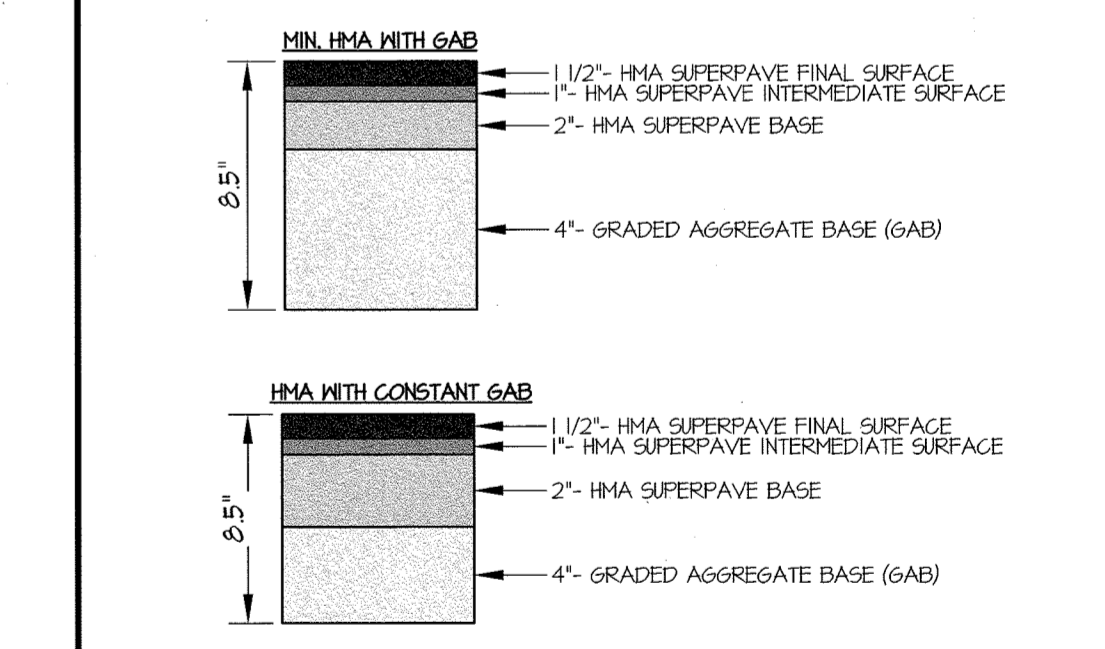 MIN. HMA WITH GAB
1 1/2"- HMA SUPERPAVE FINAL SURFACE
1"- HMA SUPERPAVE INTERMEDIATE SURFACE
2"- HMA SUPERPAVE BASE
8.5"
4"- GRADED AGGREGATE BASE (GAB)
HMA WITH CONSTANT GAB
1 1/2"- HMA SUPERPAVE FINAL SURFACE
1"- HMA SUPERPAVE INTERMEDIATE SURFACE
2"- HMA SUPERPAVE BASE
8.5"
4"- GRADED AGGREGATE BASE (GAB)